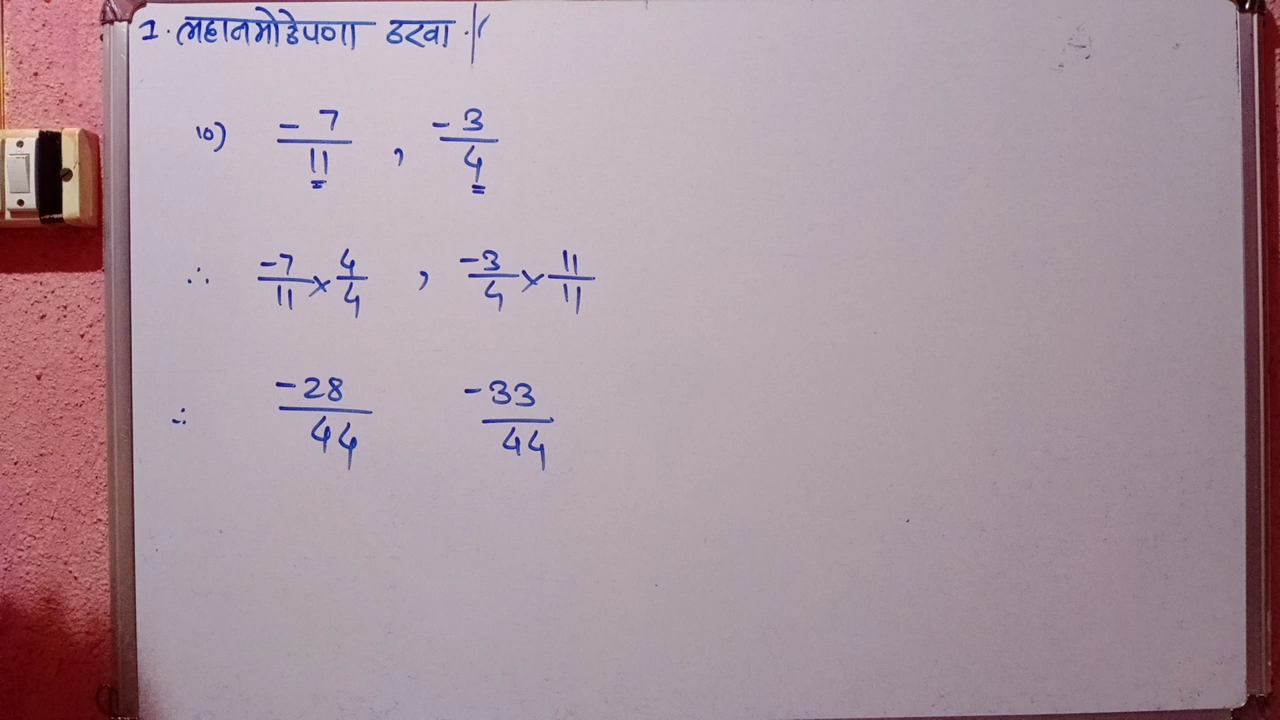 1. लहानमोठेपणा ठरवा.
10) -7/11 , -3/4
∴ -7/11 × 4/4 , -3/4 × 11/11
∴ -28/44 -33/44